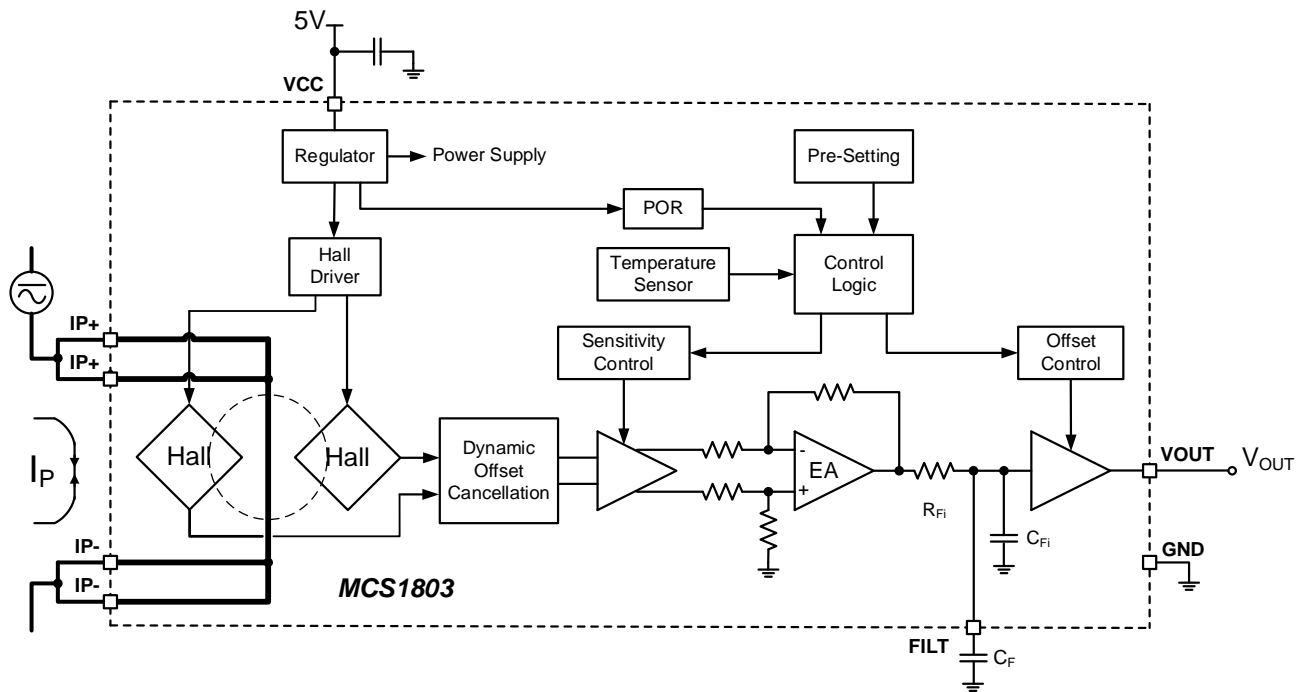 5V
VCC
Regulator
Power Supply
Pre-Setting
POR
Hall
Driver
Temperature
Sensor
Control
Logic
IP+
IP+
Sensitivity
Control
Offset
Control
Hall
Hall
Dynamic
Offset
Cancellation
-
EA
+
RFi
CFi
VOUT
VOUT
IP
GND
IP-
IP-
MCS1803
FILT
CF